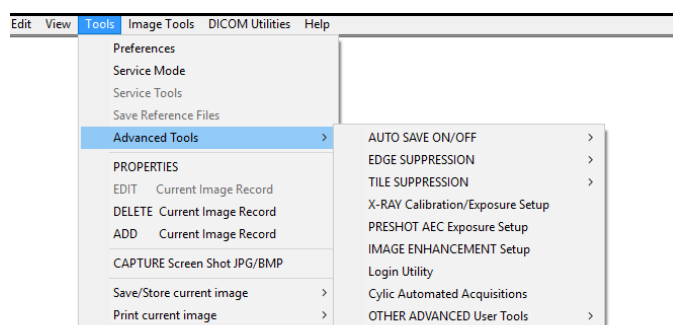 Edit View Tools Image Tools DICOM Utilities Help
Preferences
Service Mode
Service Tools
Save Reference Files
Advanced Tools >
PROPERTIES
EDIT Current Image Record
DELETE Current Image Record
ADD Current Image Record
CAPTURE Screen Shot JPG/BMP
Save/Store current image >
Print current image >
AUTO SAVE ON/OFF >
EDGE SUPPRESSION >
TILE SUPPRESSION >
X-RAY Calibration/Exposure Setup
PRESHOT AEC Exposure Setup
IMAGE ENHANCEMENT Setup
Login Utility
Cylic Automated Acquisitions
OTHER ADVANCED User Tools >